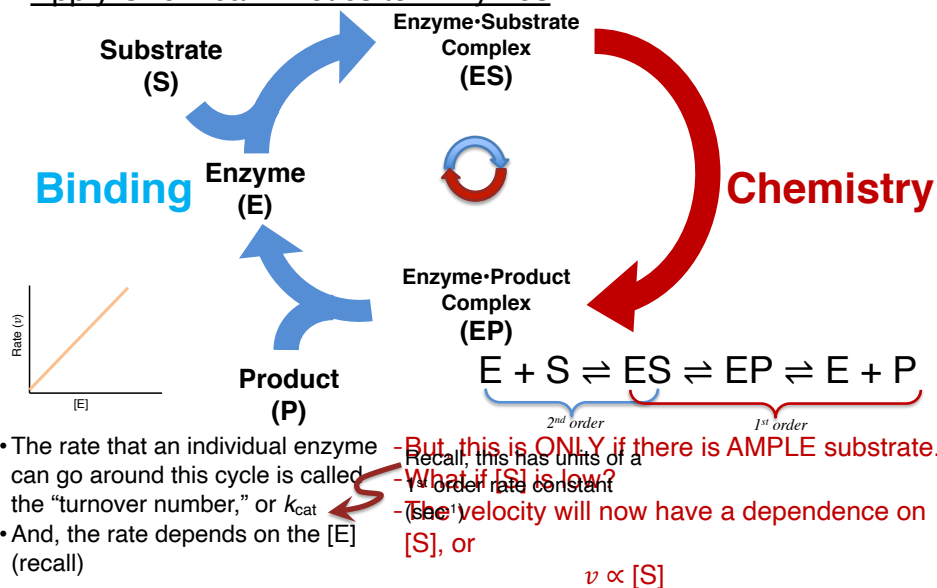 Substrate
(S)
Enzyme•Substrate
Complex
(ES)
Binding
Enzyme
(E)
Chemistry
Enzyme•Product
Complex
(EP)
Rate (v)
[E]
Product
(P)
E + S ⇌ ES ⇌ EP ⇌ E + P
2nd order
1st order
• The rate that an individual enzyme
can go around this cycle is called
the “turnover number,” or kcat
• And, the rate depends on the [E]
(recall)
Recall, this has units of a
1st order rate constant
(sec-1)
-But, this is ONLY if there is AMPLE substrate.
-What if [S] is low?
-The velocity will now have a dependence on
[S], or
v ∝ [S]